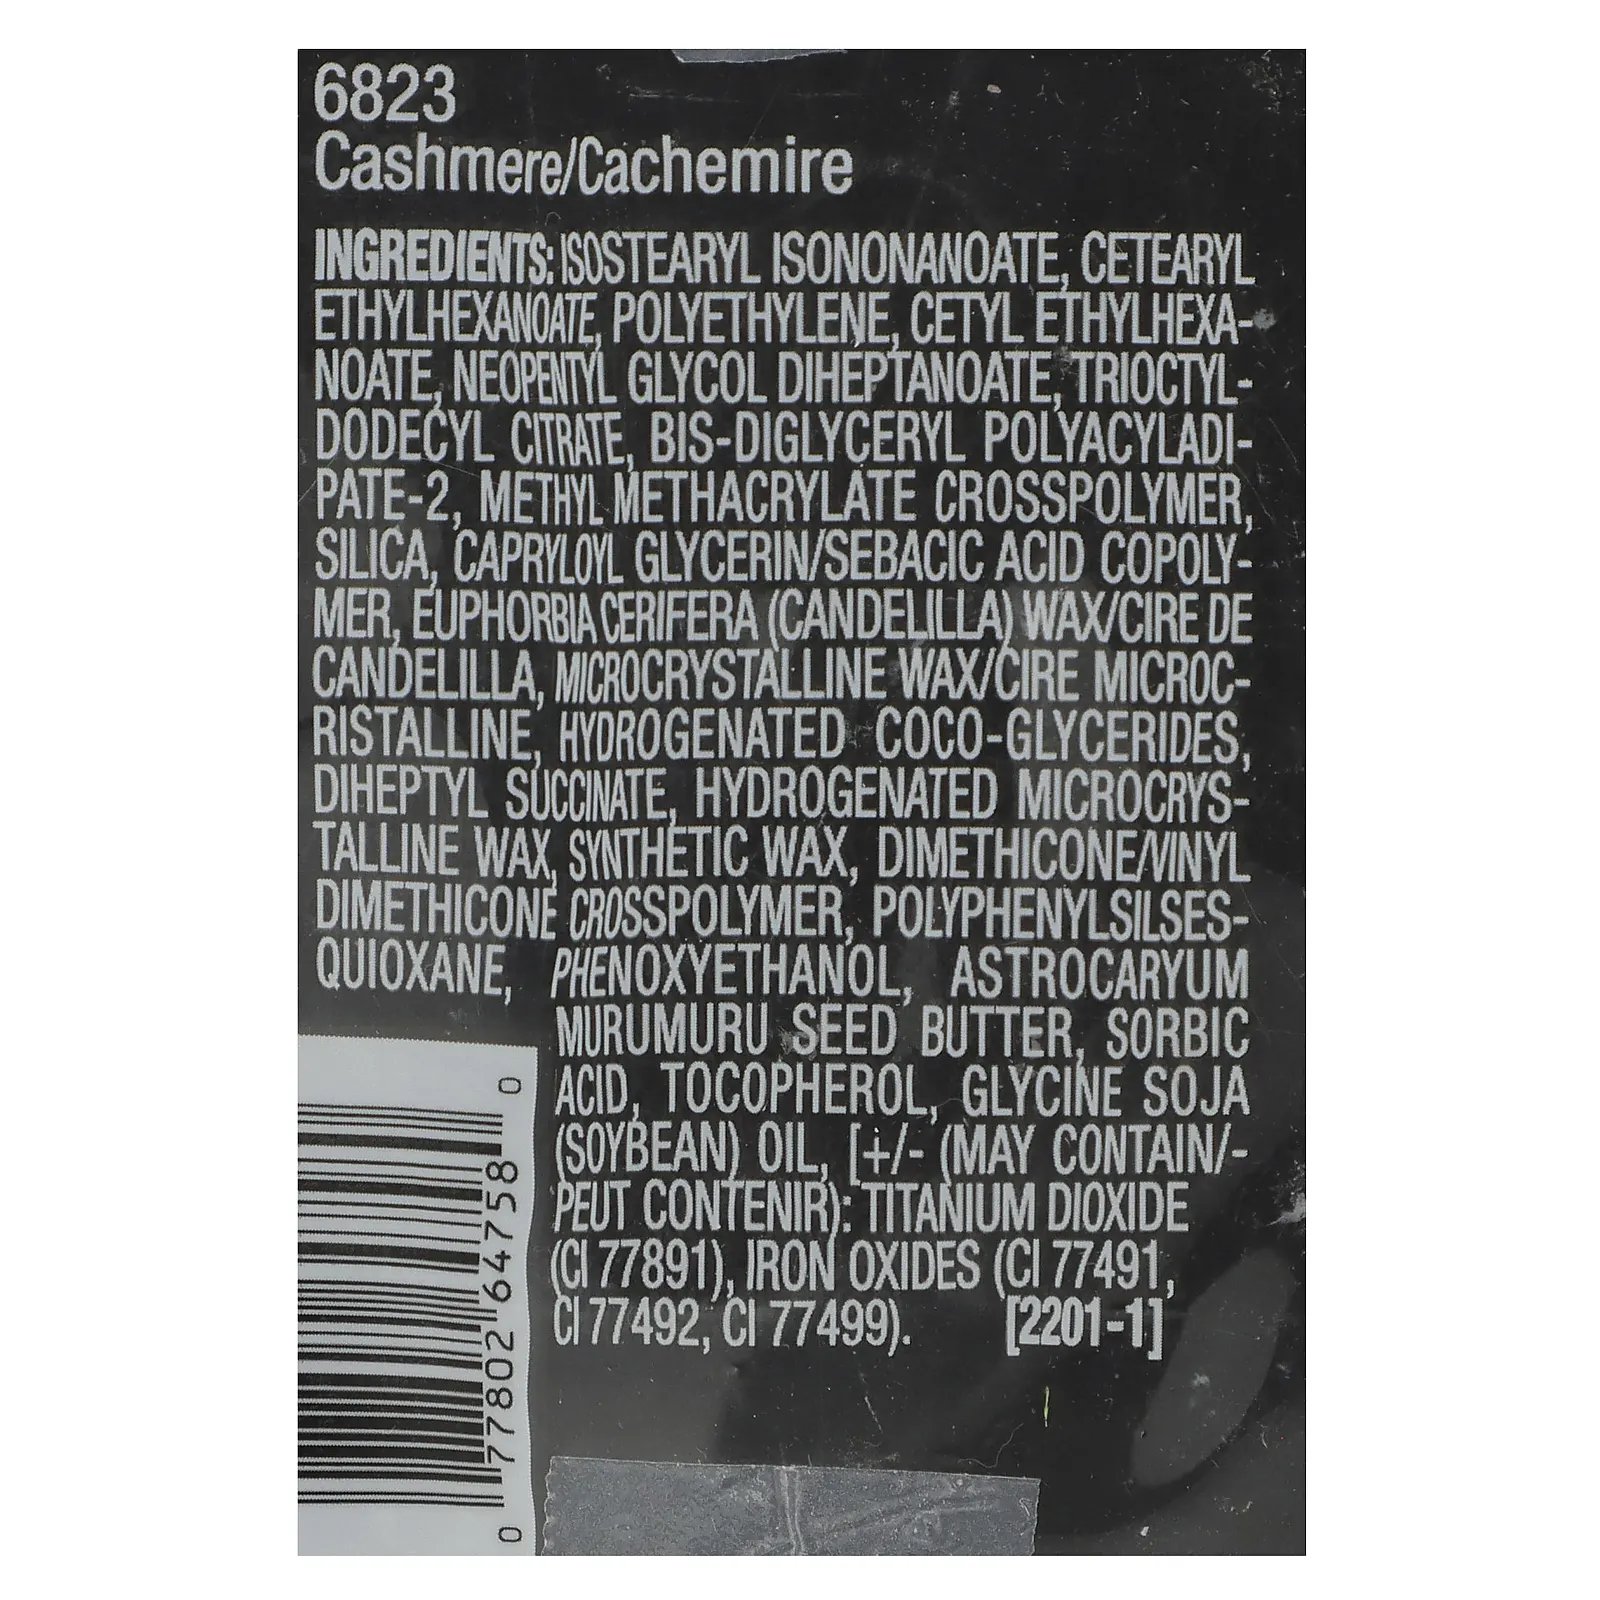 6823
Cashmere/Cachemire
INGREDIENTS: ISOSTEARYL ISONONANOATE, CETEARYL
ETHYLHEXANOATE, POLYETHYLENE, CETYL ETHYLHEXA-
NOATE, NEOPENTYL GLYCOL DIHEPTANOATE, TRIOCTYL-
DODECYL CITRATE, BIS-DIGLYCERYL POLYACYLADI-
PATE-2, METHYL METHACRYLATE CROSSPOLYMER,
SILICA, CAPRYLOYL GLYCERIN/SEBACIC ACID COPOLY-
MER, EUPHORBIA CERIFERA (CANDELILLA) WAX/CIRE DE
CANDELILLA, MICROCRYSTALLINE WAX/CIRE MICROC-
RISTALLINE, HYDROGENATED COCO-GLYCERIDES,
DIHEPTYL SUCCINATE, HYDROGENATED MICROCRYS-
TALLINE WAX, SYNTHETIC WAX, DIMETHICONE/VINYL
DIMETHICONE CROSSPOLYMER, POLYPHENYLSILSES-
QUIOXANE, PHENOXYETHANOL, ASTROCARYUM
MURUMURU SEED BUTTER, SORBIC
ACID, TOCOPHEROL, GLYCINE SOJA
(SOYBEAN) OIL, [+/- (MAY CONTAIN/-
PEUT CONTENIR): TITANIUM DIOXIDE
(CI 77891), IRON OXIDES (CI 77491,
CI 77492, CI 77499). [2201-1]
0 77802 64758 0